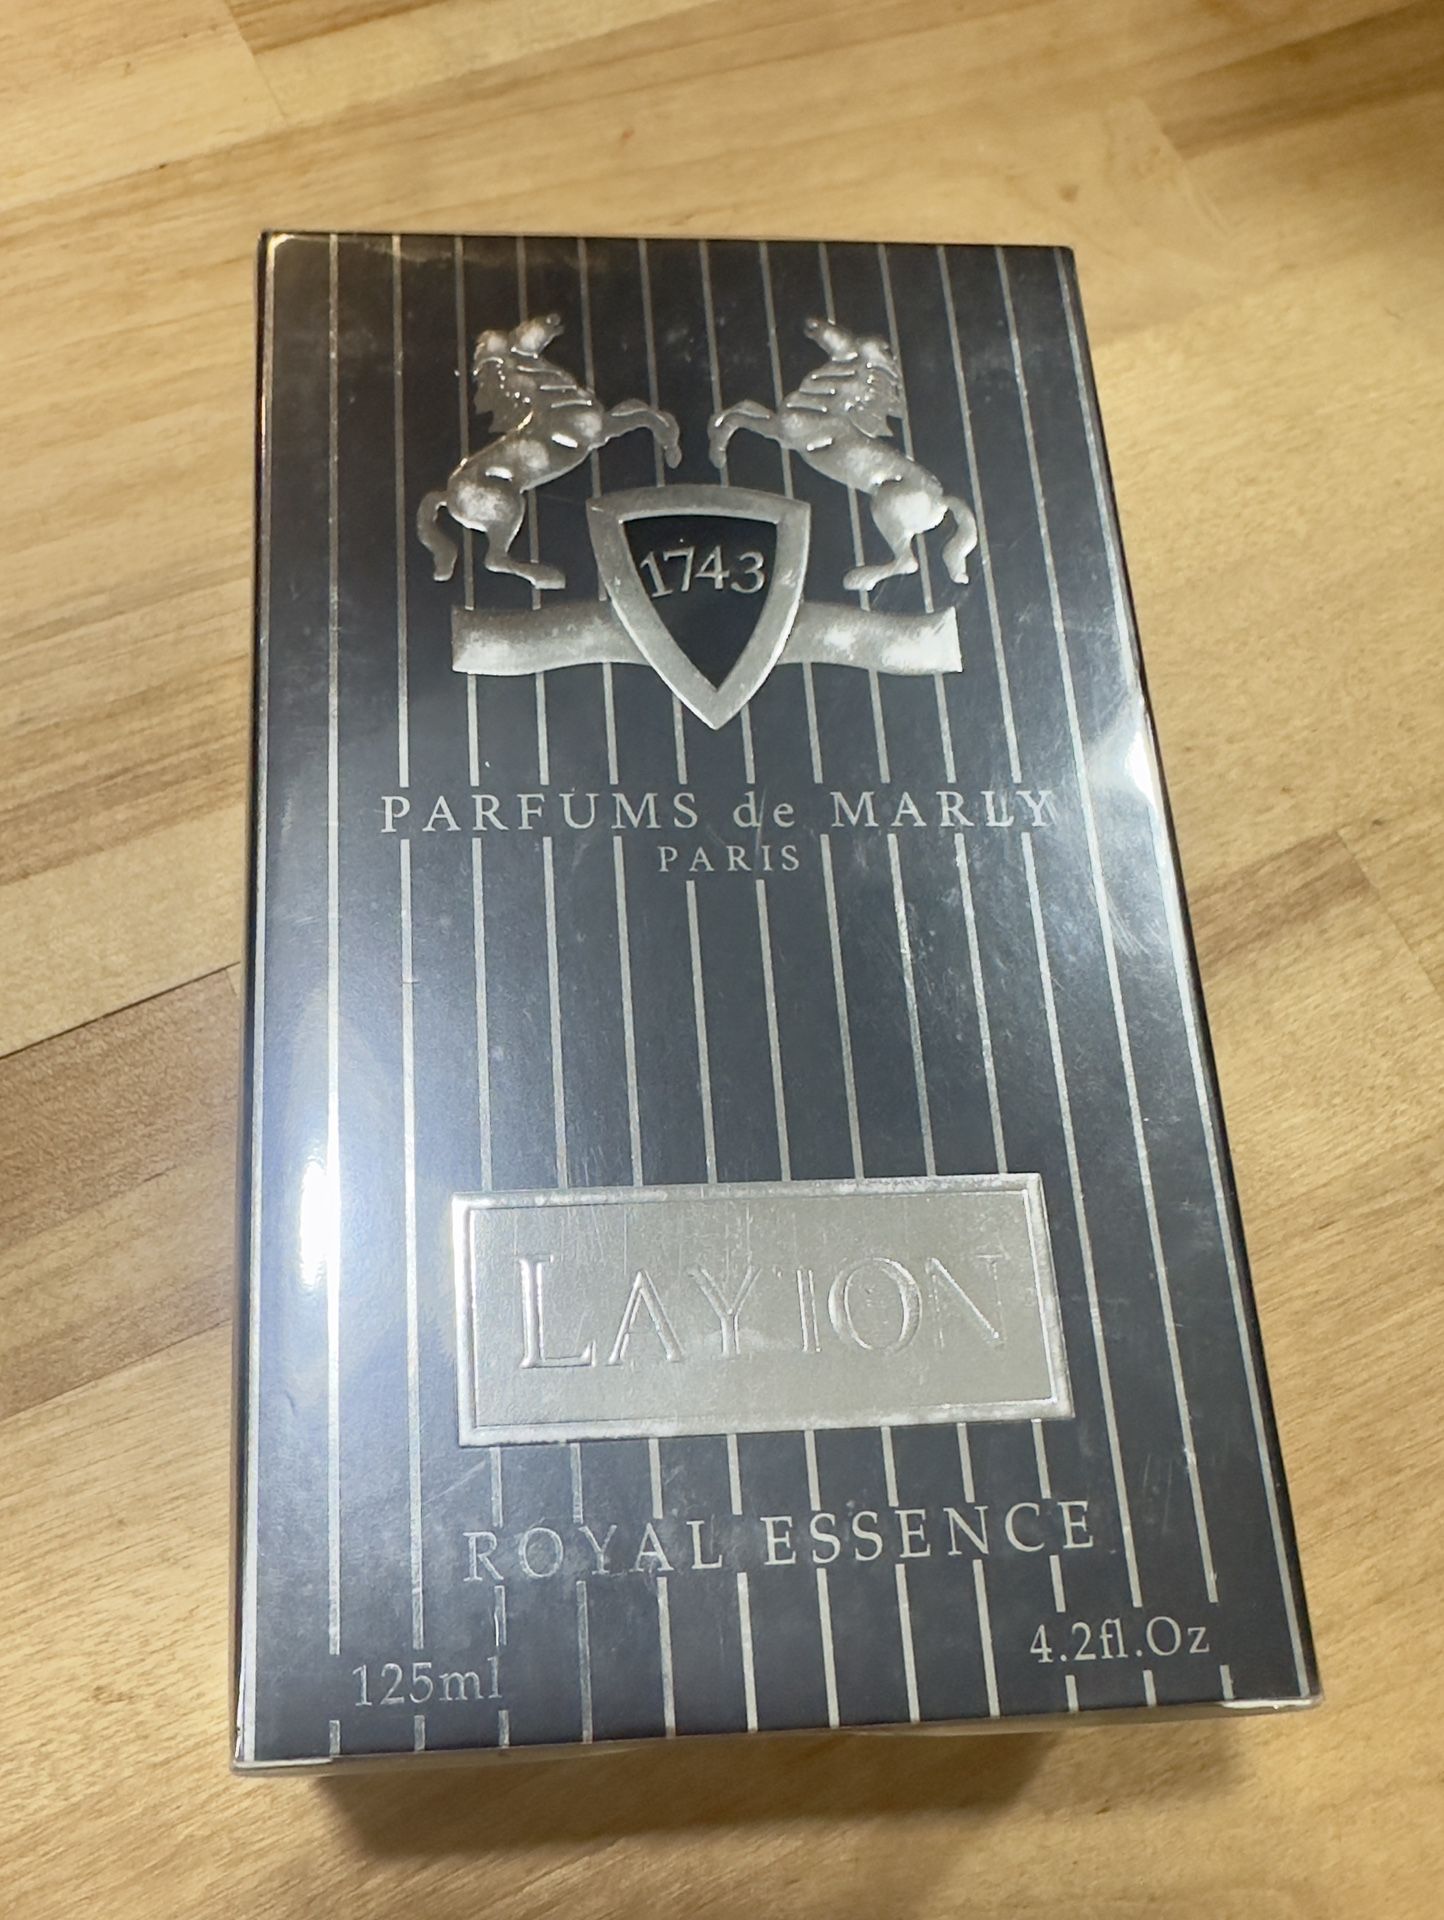 1743
PARFUMS de MARLY
PARIS
LAYTON
ROYAL ESSENCE
125ml
4.2fl.Oz